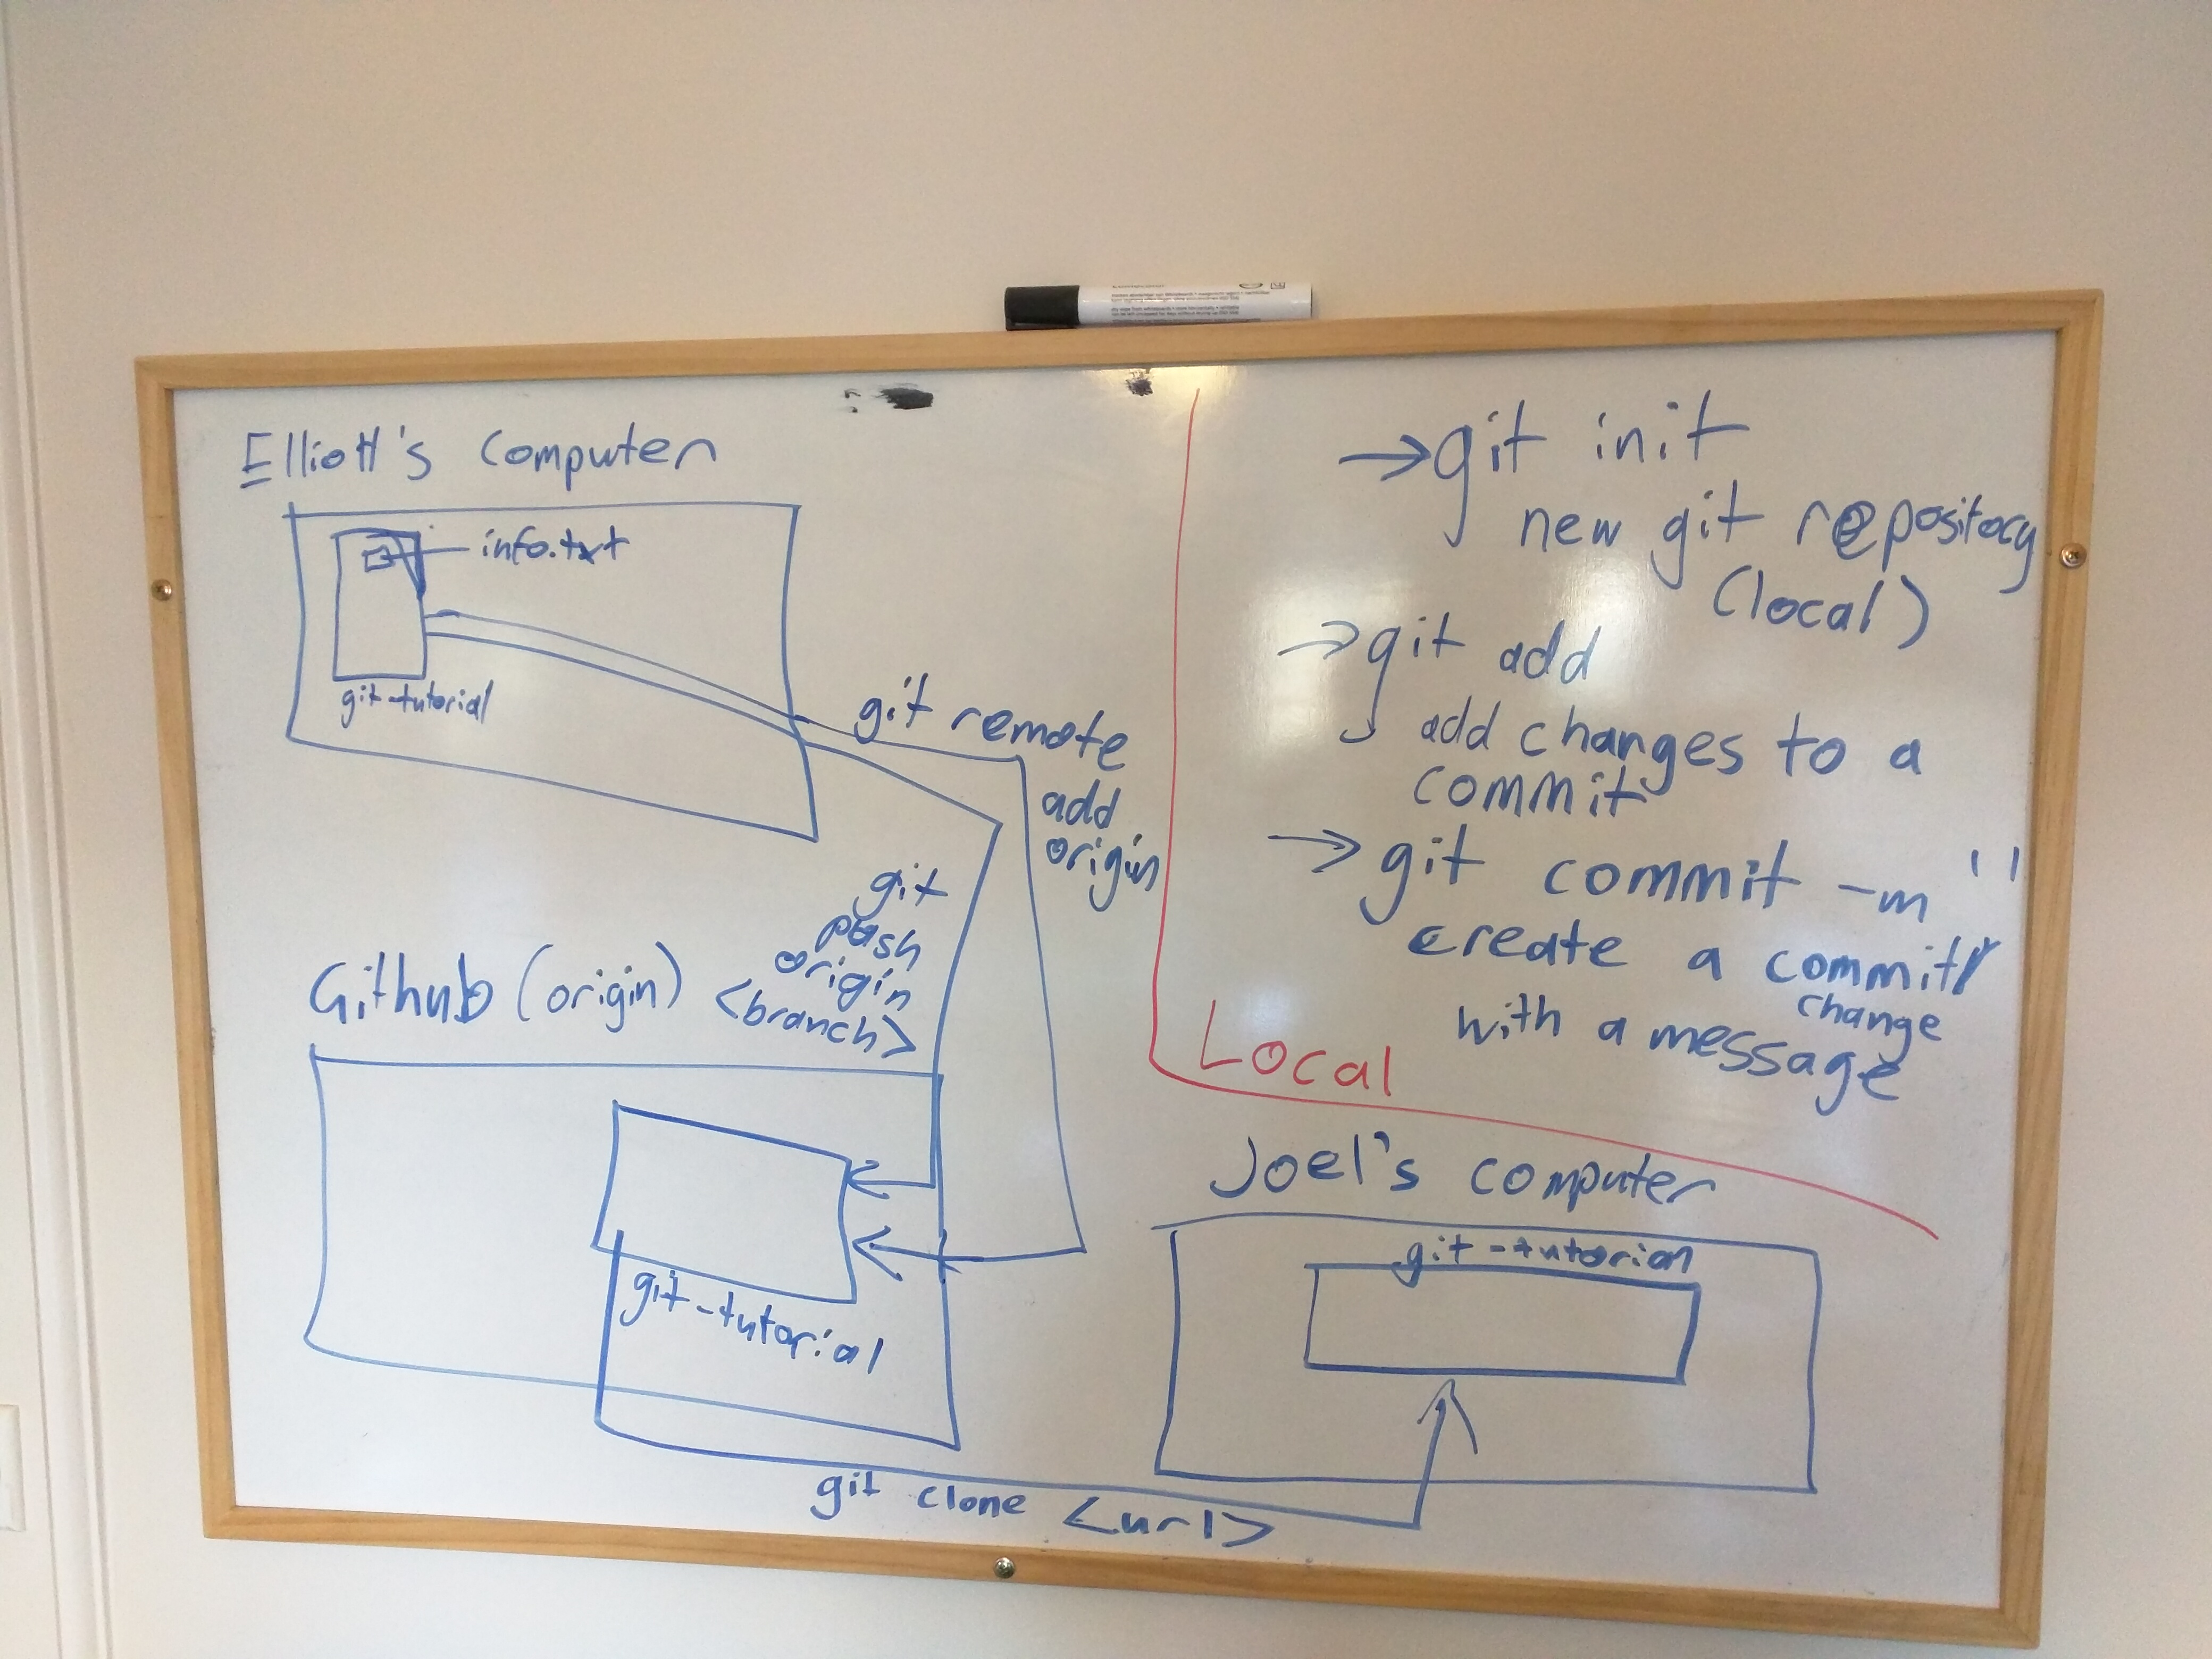 Elliott's Computer
info.txt
git-tutorial
git remote
add
origin
git
push
origin
<branch>
Github (origin)
git-tutorial
git clone <url>
→git init
new git repository
(local)
→git add
add changes to a
commit
→git commit -m ' '
create a commit/
change
with a message
Local
Joel's computer
git-tutorial